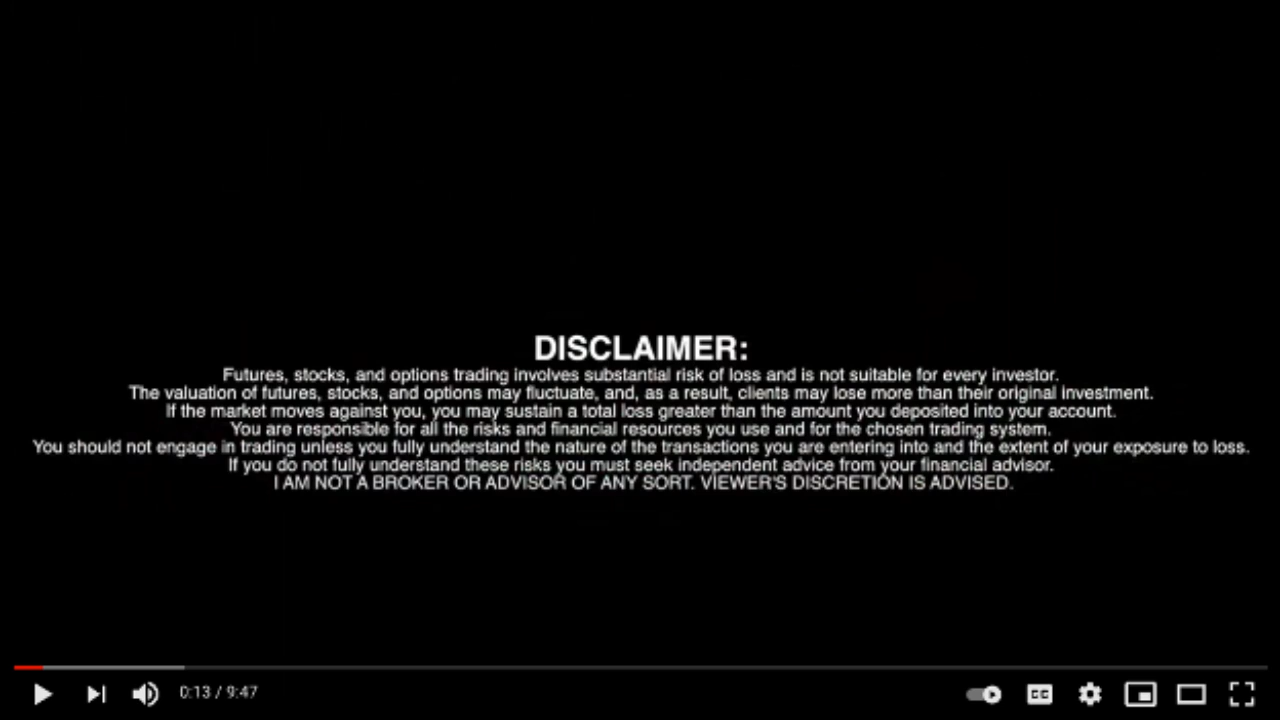 DISCLAIMER:
Futures, stocks, and options trading involves substantial risk of loss and is not suitable for every investor.
The valuation of futures, stocks, and options may fluctuate, and, as a result, clients may lose more than their original investment.
If the market moves against you, you may sustain a total loss greater than the amount you deposited into your account.
You are responsible for all the risks and financial resources you use and for the chosen trading system.
You should not engage in trading unless you fully understand the nature of the transactions you are entering into and the extent of your exposure to loss.
If you do not fully understand these risks you must seek independent advice from your financial advisor.
I AM NOT A BROKER OR ADVISOR OF ANY SORT. VIEWER'S DISCRETION IS ADVISED.
0:13 / 9:47 CC